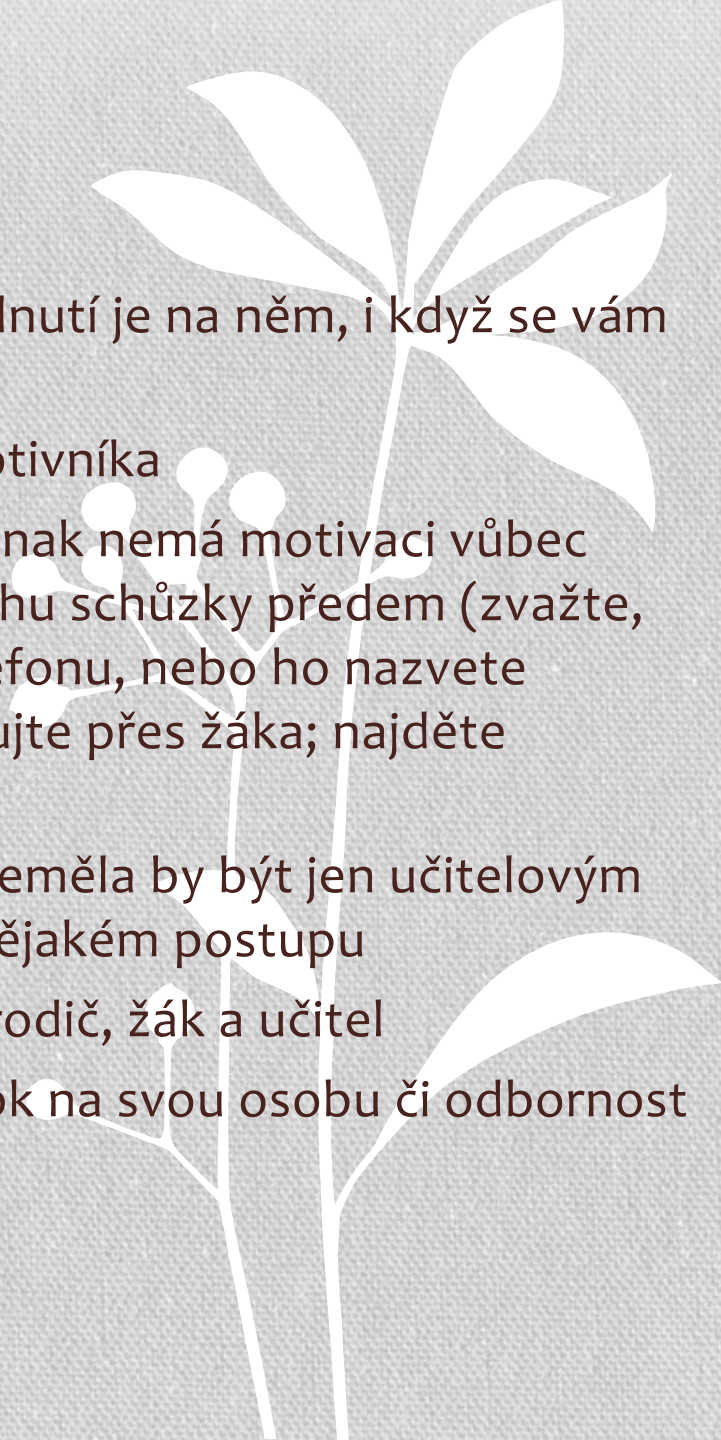 lnutí je na něm, i když se vám
otivníka
nak nemá motivaci vůbec
hu schůzky předem (zvažte,
efonu, nebo ho nazvete
ujte přes žáka; najděte
eměla by být jen učitelovým
ějakém postupu
rodič, žák a učitel
ok na svou osobu či odbornost